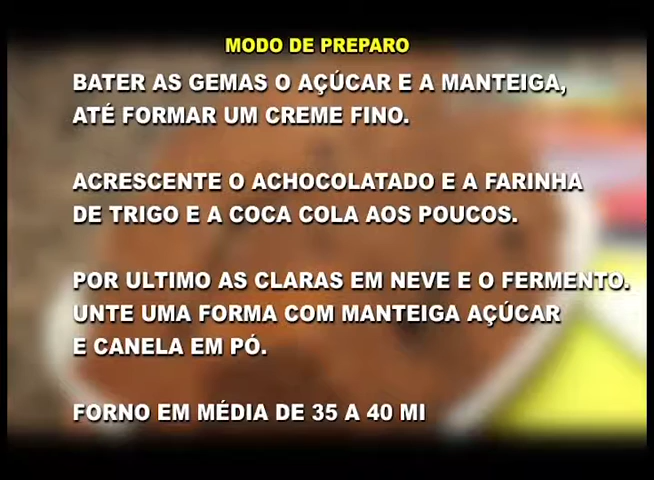 MODO DE PREPARO
BATER AS GEMAS O AÇÚCAR E A MANTEIGA,
ATÉ FORMAR UM CREME FINO.
ACRESCENTE O ACHOCOLATADO E A FARINHA
DE TRIGO E A COCA COLA AOS POUCOS.
POR ULTIMO AS CLARAS EM NEVE E O FERMENTO.
UNTE UMA FORMA COM MANTEIGA AÇÚCAR
E CANELA EM PÓ.
FORNO EM MÉDIA DE 35 A 40 MI